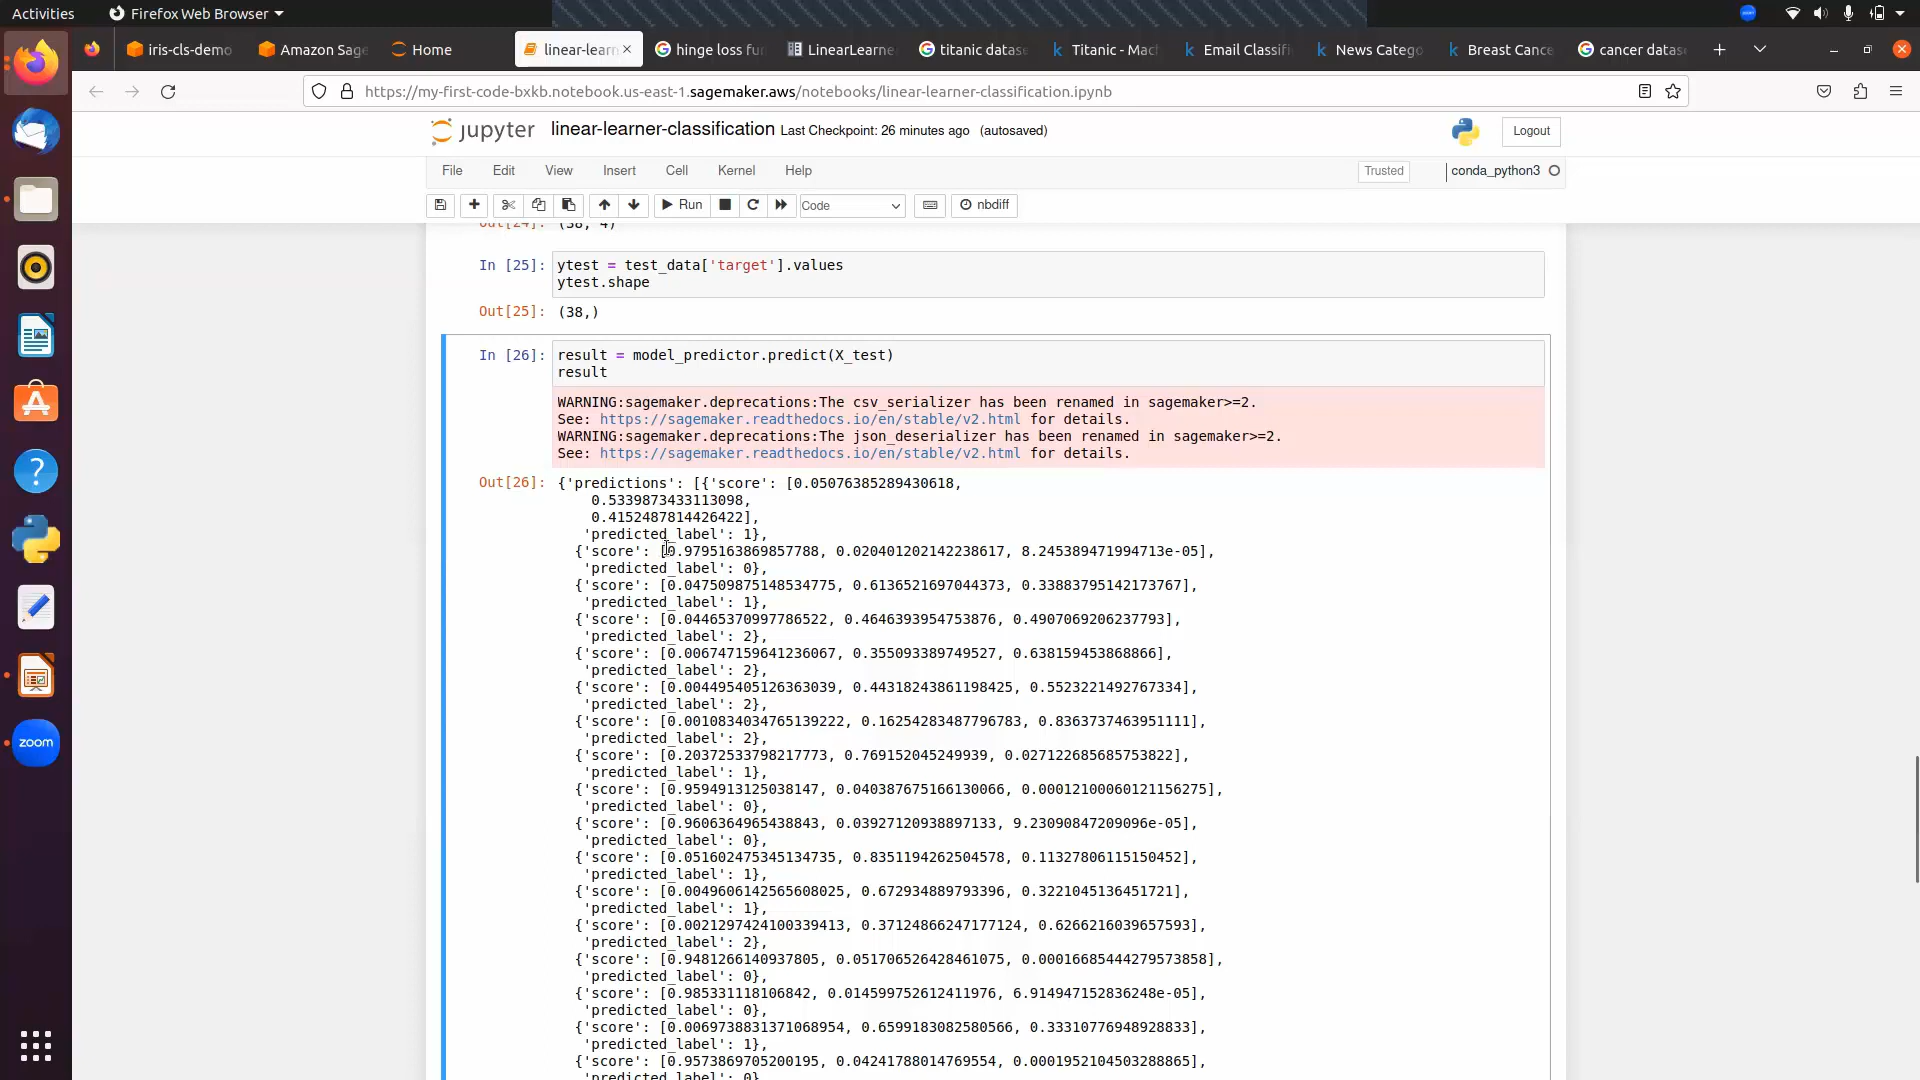 Activities
Firefox Web Browser
iris-cls-demo
Amazon Sage
Home
linear-learn
hinge loss fu
LinearLearne
titanic datas
Titanic - Mac
Email Classifi
News Catego
Breast Cance
cancer datas
https://my-first-code-bxkb.notebook.us-east-1.sagemaker.aws/notebooks/linear-learner-classification.ipynb
jupyter linear-learner-classification Last Checkpoint: 26 minutes ago (autosaved)
Logout
File Edit View Insert Cell Kernel Help
Trusted
conda_python3
Run
Code
nbdiff
Out[24]: (38, 4)
In [25]: ytest = test_data['target'].values
ytest.shape
Out[25]: (38,)
In [26]: result = model_predictor.predict(X_test)
result
WARNING:sagemaker.deprecations:The csv_serializer has been renamed in sagemaker>=2.
See: https://sagemaker.readthedocs.io/en/stable/v2.html for details.
WARNING:sagemaker.deprecations:The json_deserializer has been renamed in sagemaker>=2.
See: https://sagemaker.readthedocs.io/en/stable/v2.html for details.
Out[26]: {'predictions': [{'score': [0.05076385289430618,
0.5339873433113098,
0.4152487814426422],
'predicted_label': 1},
{'score': [0.9795163869857788, 0.020401202142238617, 8.245389471994713e-05],
'predicted_label': 0},
{'score': [0.047509875148534775, 0.6136521697044373, 0.33883795142173767],
'predicted_label': 1},
{'score': [0.04465370997786522, 0.4646393954753876, 0.4907069206237793],
'predicted_label': 2},
{'score': [0.006747159641236067, 0.355093389749527, 0.638159453868866],
'predicted_label': 2},
{'score': [0.004495405126363039, 0.44318243861198425, 0.5523221492767334],
'predicted_label': 2},
{'score': [0.0010834034765139222, 0.16254283487796783, 0.8363737463951111],
'predicted_label': 2},
{'score': [0.20372533798217773, 0.769152045249939, 0.027122685685753822],
'predicted_label': 1},
{'score': [0.9594913125038147, 0.040387675166130066, 0.00012100060121156275],
'predicted_label': 0},
{'score': [0.9606364965438843, 0.03927120938897133, 9.23090847209096e-05],
'predicted_label': 0},
{'score': [0.051602475345134735, 0.8351194262504578, 0.11327806115150452],
'predicted_label': 1},
{'score': [0.0049606142565608025, 0.672934889793396, 0.3221045136451721],
'predicted_label': 1},
{'score': [0.0021297424100339413, 0.37124866247177124, 0.6266216039657593],
'predicted_label': 2},
{'score': [0.9481266140937805, 0.051706526428461075, 0.00016685444279573858],
'predicted_label': 0},
{'score': [0.985331118106842, 0.014599752612411976, 6.914947152836248e-05],
'predicted_label': 0},
{'score': [0.0069738831371068954, 0.6599183082580566, 0.33310776948928833],
'predicted_label': 1},
{'score': [0.9573869705200195, 0.04241788014769554, 0.0001952104503288865],
'predicted_label': 0},
zoom